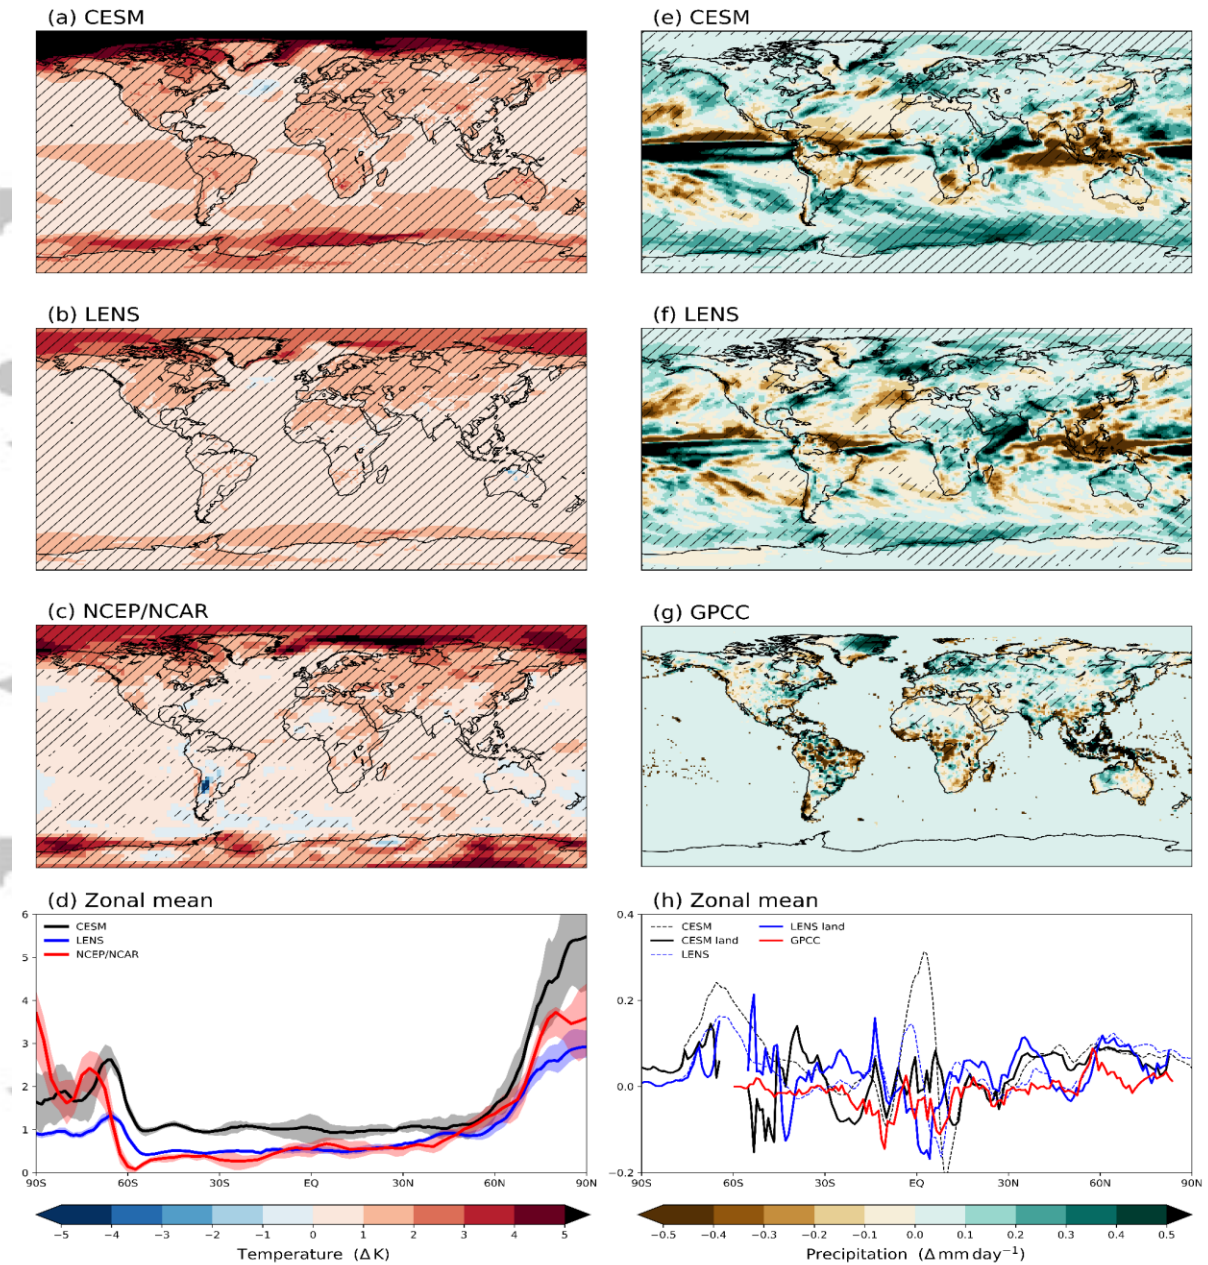 (a) CESM
(e) CESM
(b) LENS
(f) LENS
(c) NCEP/NCAR
(g) GPCC
(d) Zonal mean
6
5
4
3
2
1
0
CESM
LENS
NCEP/NCAR
90S 60S 30S EQ 30N 60N 90N
−5 −4 −3 −2 −1 0 1 2 3 4 5
Temperature (Δ K)
(h) Zonal mean
0.4
0.2
0.0
−0.2
CESM
CESM land
LENS
LENS land
GPCC
90S 60S 30S EQ 30N 60N 90N
−0.5 −0.4 −0.3 −0.2 −0.1 0.0 0.1 0.2 0.3 0.4 0.5
Precipitation (Δ mm day⁻¹)